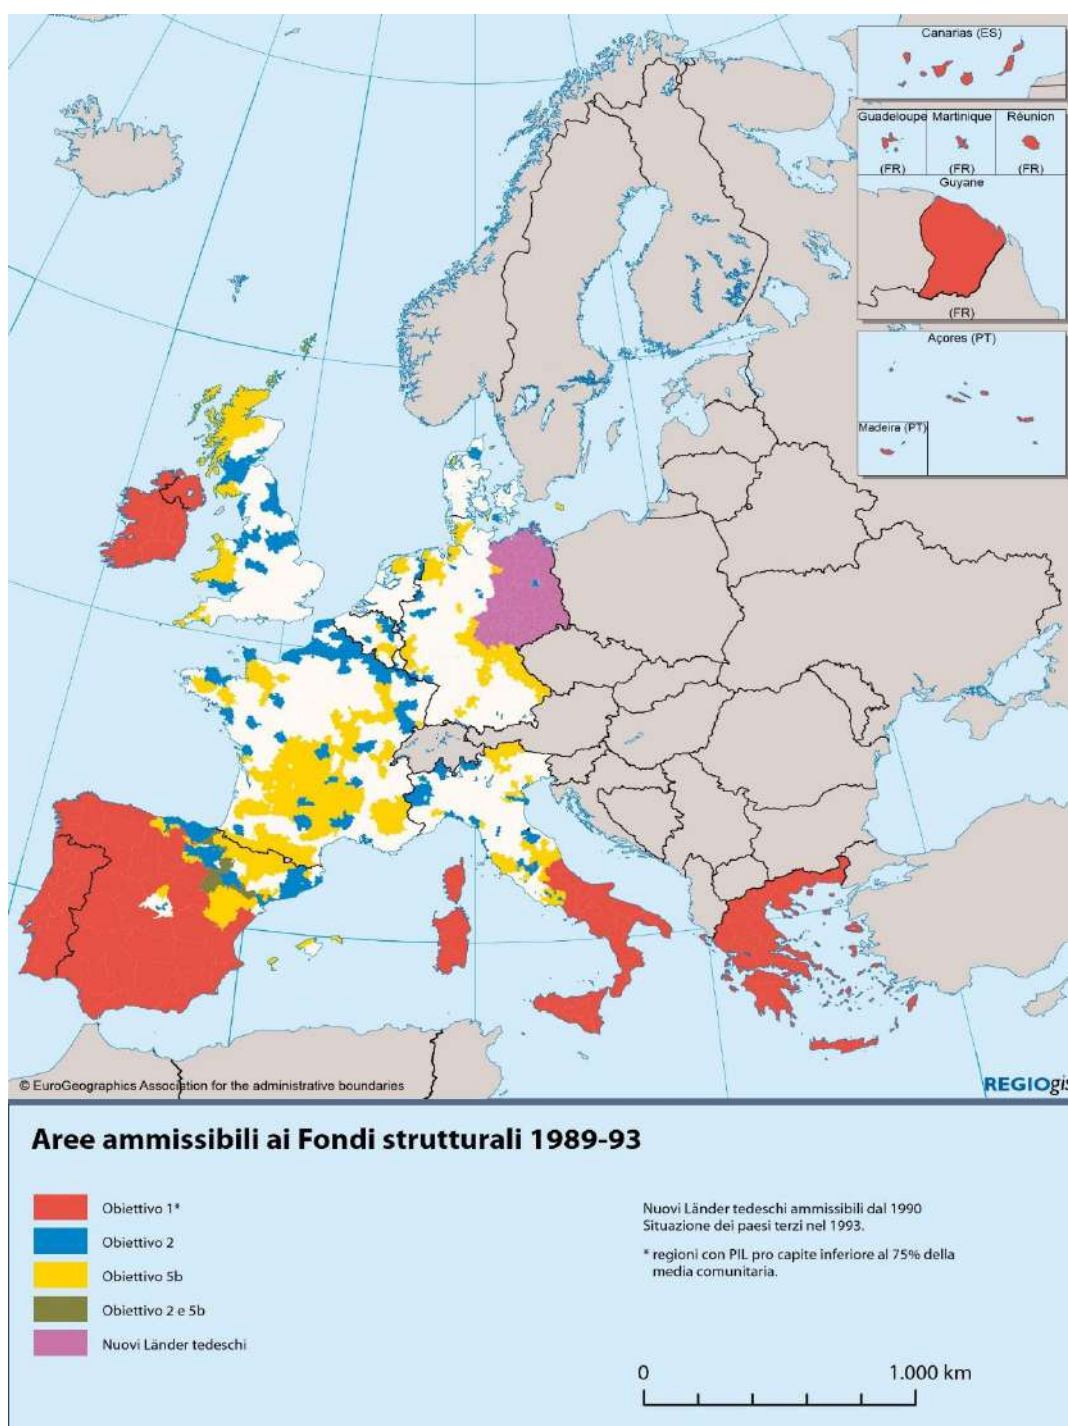 Canarias (ES)
Guadeloupe
Martinique
Réunion
(FR)
(FR)
(FR)
Guyane
(FR)
Açores (PT)
Madeira (PT)
© EuroGeographics Association for the administrative boundaries
REGIOgis
Aree ammissibili ai Fondi strutturali 1989-93
Obiettivo 1*
Obiettivo 2
Obiettivo 5b
Obiettivo 2 e 5b
Nuovi Länder tedeschi
Nuovi Länder tedeschi ammissibili dal 1990
Situazione dei paesi terzi nel 1993.
* regioni con PIL pro capite inferiore al 75% della
media comunitaria.
0
1.000 km